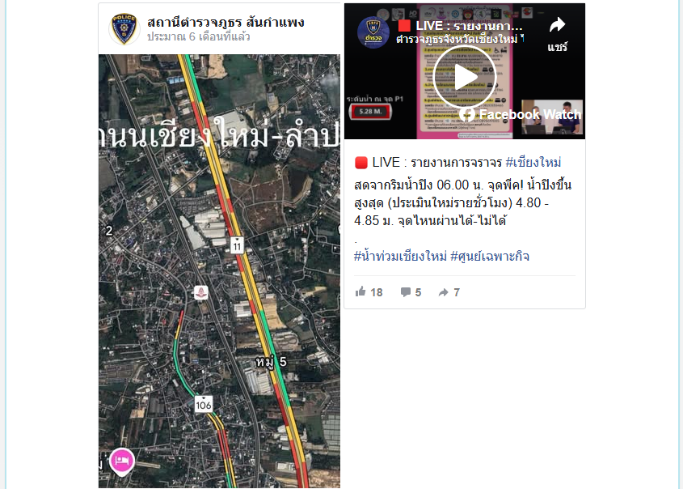 สถานีตำรวจภูธร สันกำแพง
ประมาณ 6 เดือนที่แล้ว
ถนนเชียงใหม่-ลำป
2
11
หมู่ 5
106
LIVE : รายงานกา...
ตำรวจภูธรจังหวัดเชียงใหม่
แชร์
ระดับน้ำ ณ จุด P1
5.28 M.
Facebook Watch
LIVE : รายงานการจราจร #เชียงใหม่
สดจากริมน้ำปิง 06.00 น. จุดพีค! น้ำปิงขึ้น
สูงสุด (ประเมินใหม่รายชั่วโมง) 4.80 -
4.85 ม. จุดไหนผ่านได้-ไม่ได้
.
#น้ำท่วมเชียงใหม่ #ศูนย์เฉพาะกิจ
18 5 7